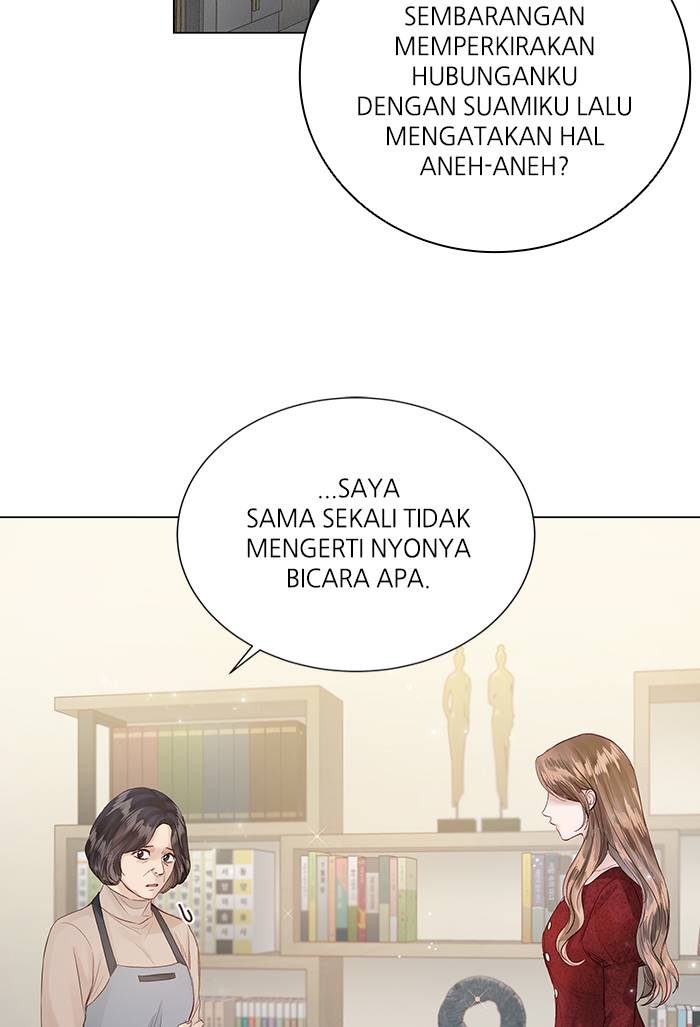 SEMBARANGAN
MEMPERKIRAKAN
HUBUNGANKU
DENGAN SUAMIKU LALU
MENGATAKAN HAL
ANEH-ANEH?
...SAYA
SAMA SEKALI TIDAK
MENGERTI NYONYA
BICARA APA.